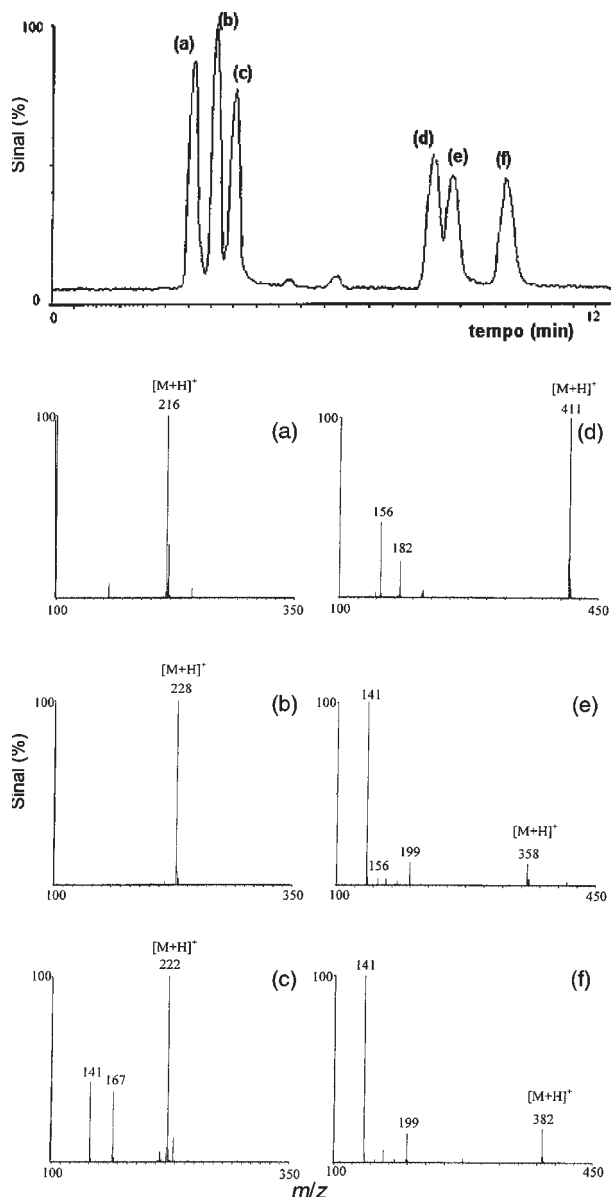 100
Sinal (%)
0
(a)
(b)
(c)
(d)
(e)
(f)
0
12
tempo (min)
[M+H]+
216
100
(a)
100
350
[M+H]+
411
100
(d)
156
182
100
450
[M+H]+
228
100
(b)
Sinal (%)
100
350
141
100
(e)
[M+H]+
358
156
199
100
450
[M+H]+
222
100
(c)
141
167
100
350
141
100
(f)
[M+H]+
382
199
100
450
m/z